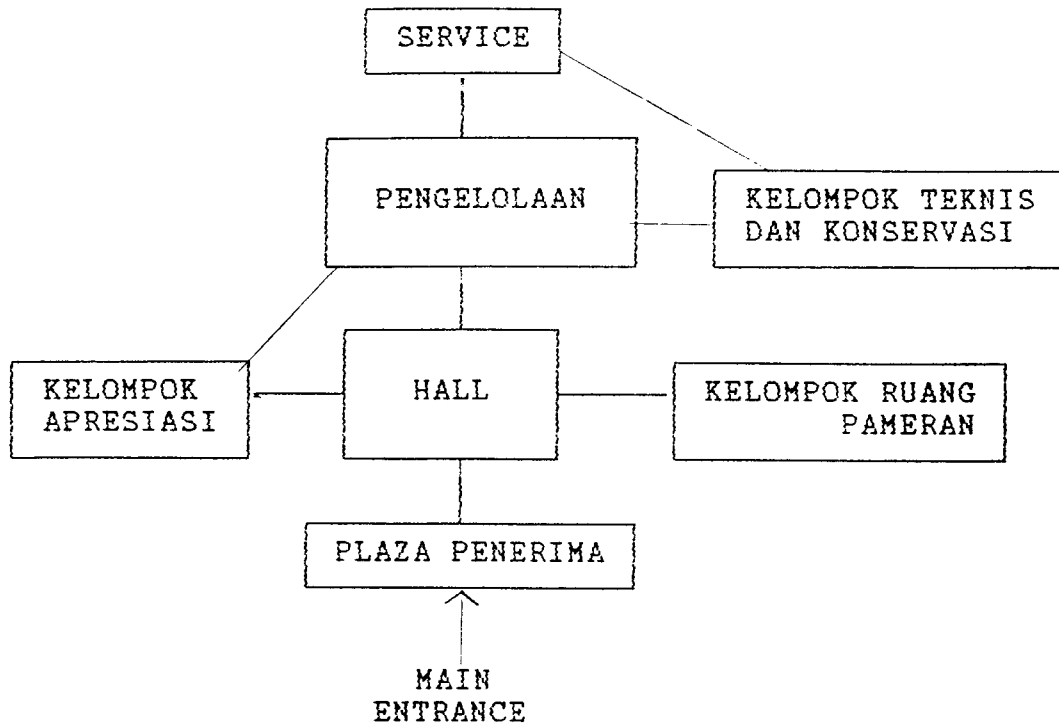 SERVICE
PENGELOLAAN
KELOMPOK TEKNIS
DAN KONSERVASI
KELOMPOK
APRESIASI
HALL
KELOMPOK RUANG
PAMERAN
PLAZA PENERIMA
MAIN
ENTRANCE